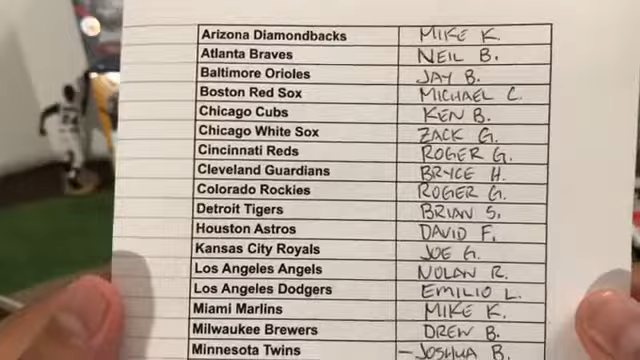 Arizona Diamondbacks MIKE K.
Atlanta Braves NEIL B.
Baltimore Orioles JAY B.
Boston Red Sox MICHAEL C.
Chicago Cubs KEN B.
Chicago White Sox ZACK G.
Cincinnati Reds ROGER G.
Cleveland Guardians BRYCE H.
Colorado Rockies ROGER G.
Detroit Tigers BRIAN S.
Houston Astros DAVID F.
Kansas City Royals JOE G.
Los Angeles Angels NOLAN R.
Los Angeles Dodgers EMILIO L.
Miami Marlins MIKE K.
Milwaukee Brewers DREW B.
Minnesota Twins – JOSHUA B.